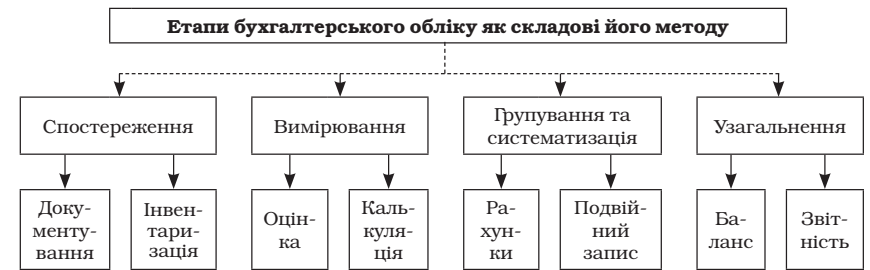 Етапи бухгалтерського обліку як складові його методу
Спостереження
Вимірювання
Групування та
систематизація
Узагальнення
Доку-
менту-
вання
Інвен-
тари-
зація
Оцін-
ка
Каль-
куля-
ція
Ра-
хун-
ки
Подвій-
ний
запис
Ба-
ланс
Звіт-
ність